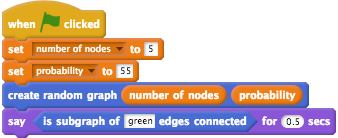 when clicked
set number of nodes to 5
set probability to 55
create random graph number of nodes probability
say is subgraph of green edges connected for 0.5 secs